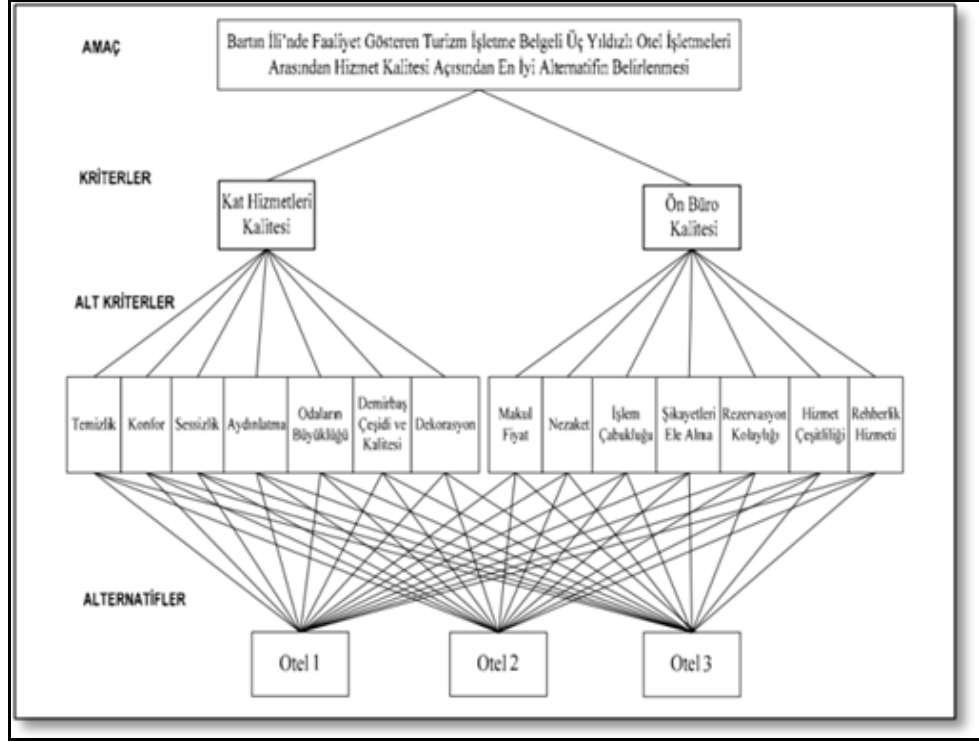 AMAÇ
Bartın İli'nde Faaliyet Gösteren Turizm İşletme Belgeli Üç Yıldızlı Otel İşletmeleri
Arasından Hizmet Kalitesi Açısından En İyi Alternatifin Belirlenmesi
KRİTERLER
Kat Hizmetleri
Kalitesi
Ön Büro
Kalitesi
ALT KRİTERLER
Temizlik
Konfor
Sessizlik
Aydınlatma
Odaların
Büyüklüğü
Demirbaş
Çeşidi ve
Kalitesi
Dekorasyon
Makul
Fiyat
Nezaket
İşlem
Çabukluğu
Şikayetleri
Ele Alma
Rezervasyon
Kolaylığı
Hizmet
Çeşitliliği
Rehberlik
Hizmeti
ALTERNATİFLER
Otel 1
Otel 2
Otel 3